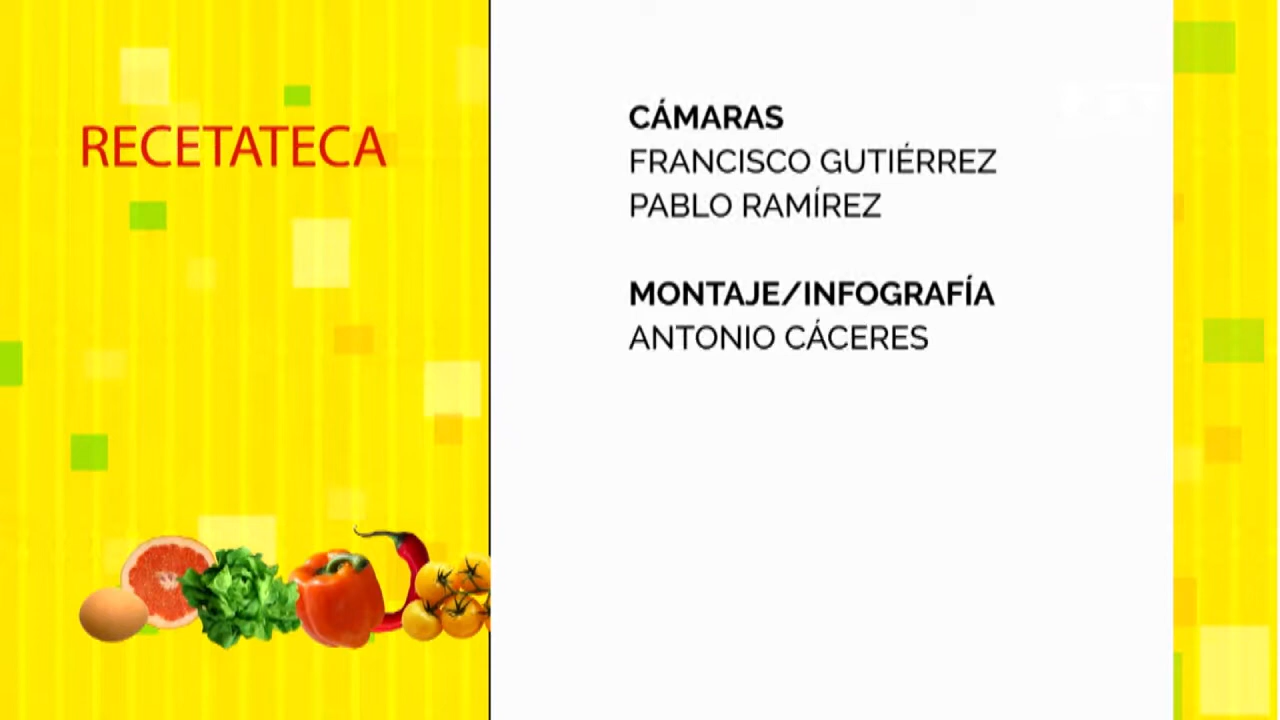 RECETATECA
CÁMARAS
FRANCISCO GUTIÉRREZ
PABLO RAMÍREZ
MONTAJE/INFOGRAFÍA
ANTONIO CÁCERES